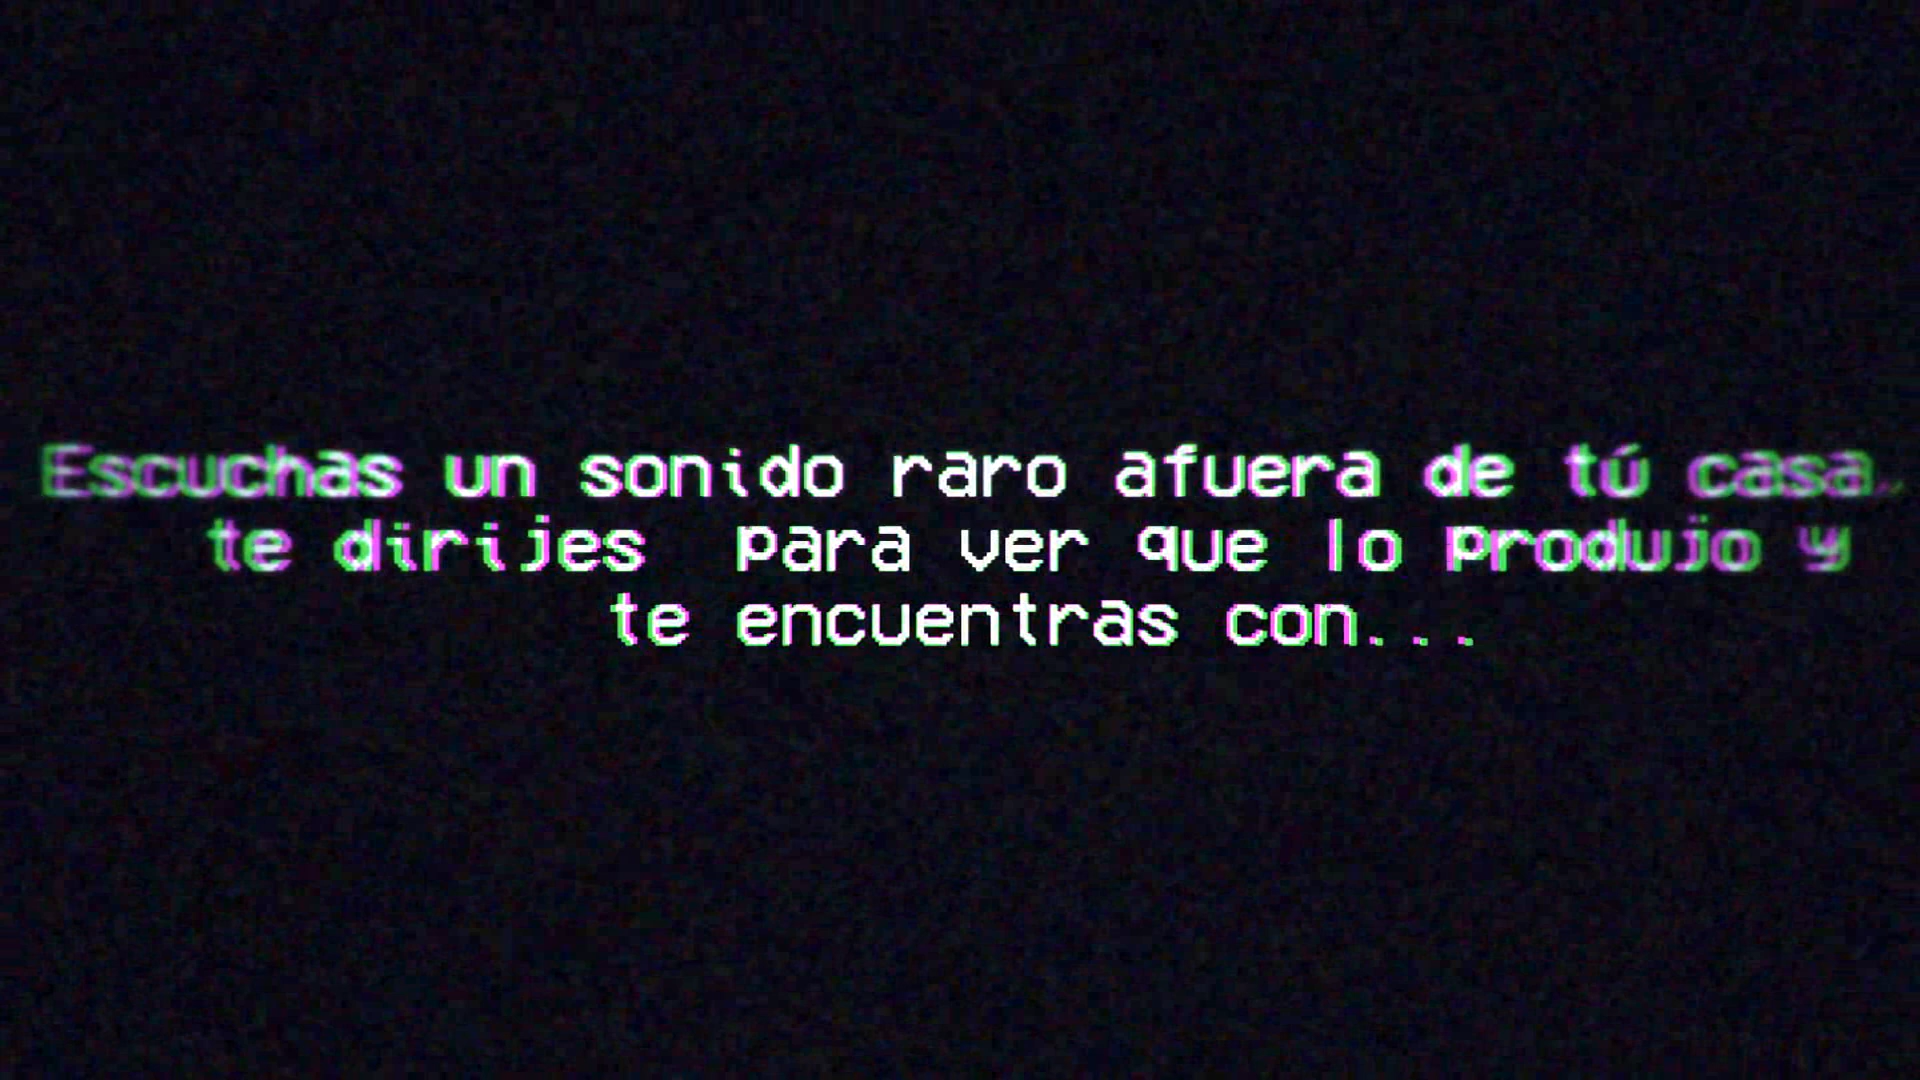 Escuchas un sonido raro afuera de tú casa,
te dirijes para ver que lo produjo y
te encuentras con...